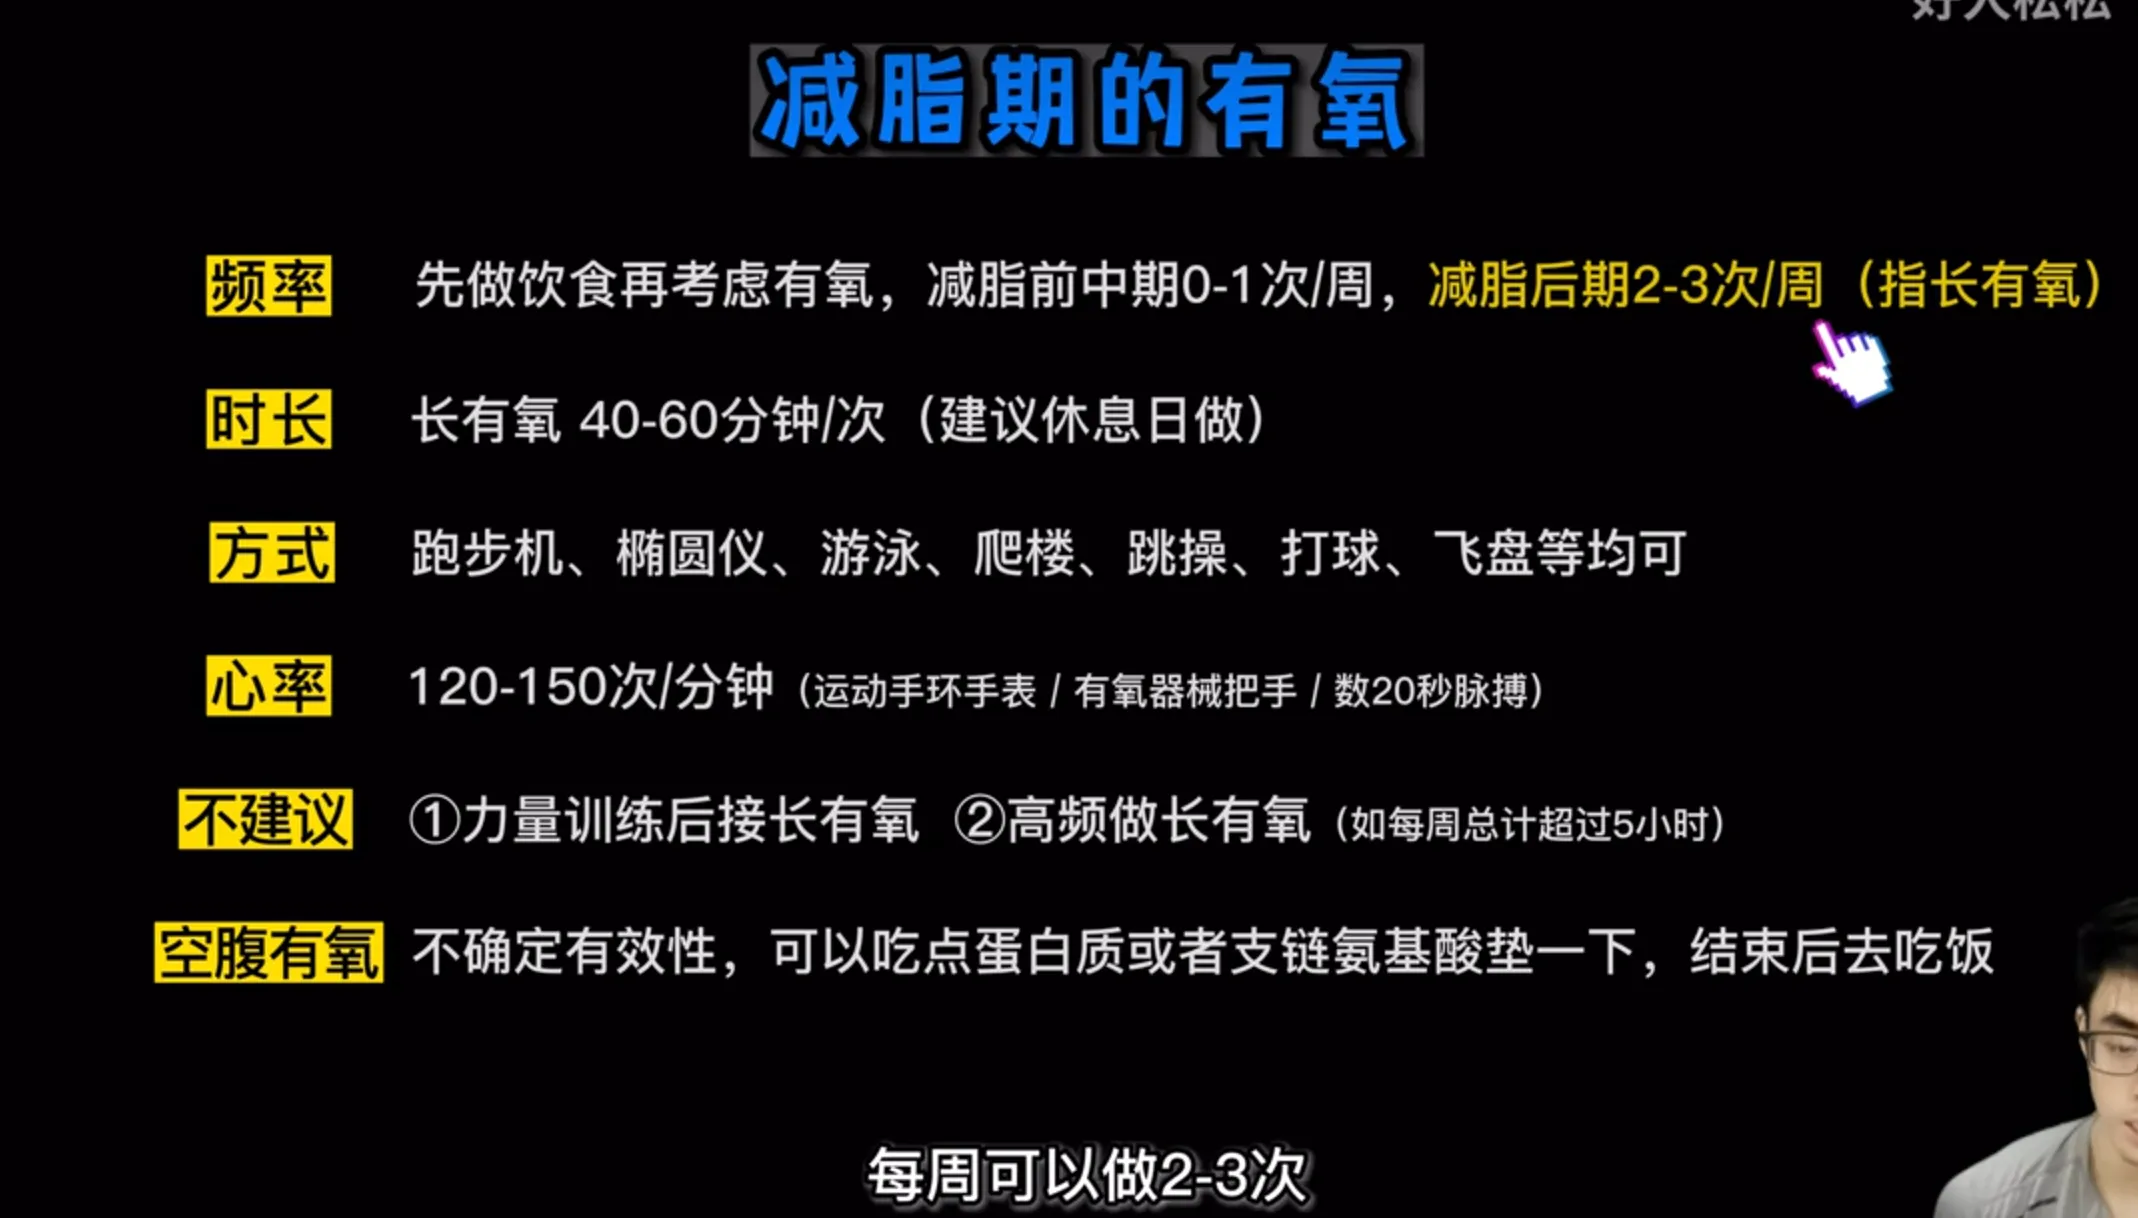 好人松松
减脂期的有氧
频率 先做饮食再考虑有氧，减脂前中期0-1次/周，减脂后期2-3次/周（指长有氧）
时长 长有氧 40-60分钟/次（建议休息日做）
方式 跑步机、椭圆仪、游泳、爬楼、跳操、打球、飞盘等均可
心率 120-150次/分钟（运动手环手表 / 有氧器械把手 / 数20秒脉搏）
不建议 ①力量训练后接长有氧 ②高频做长有氧（如每周总计超过5小时）
空腹有氧 不确定有效性，可以吃点蛋白质或者支链氨基酸垫一下，结束后去吃饭
每周可以做2-3次